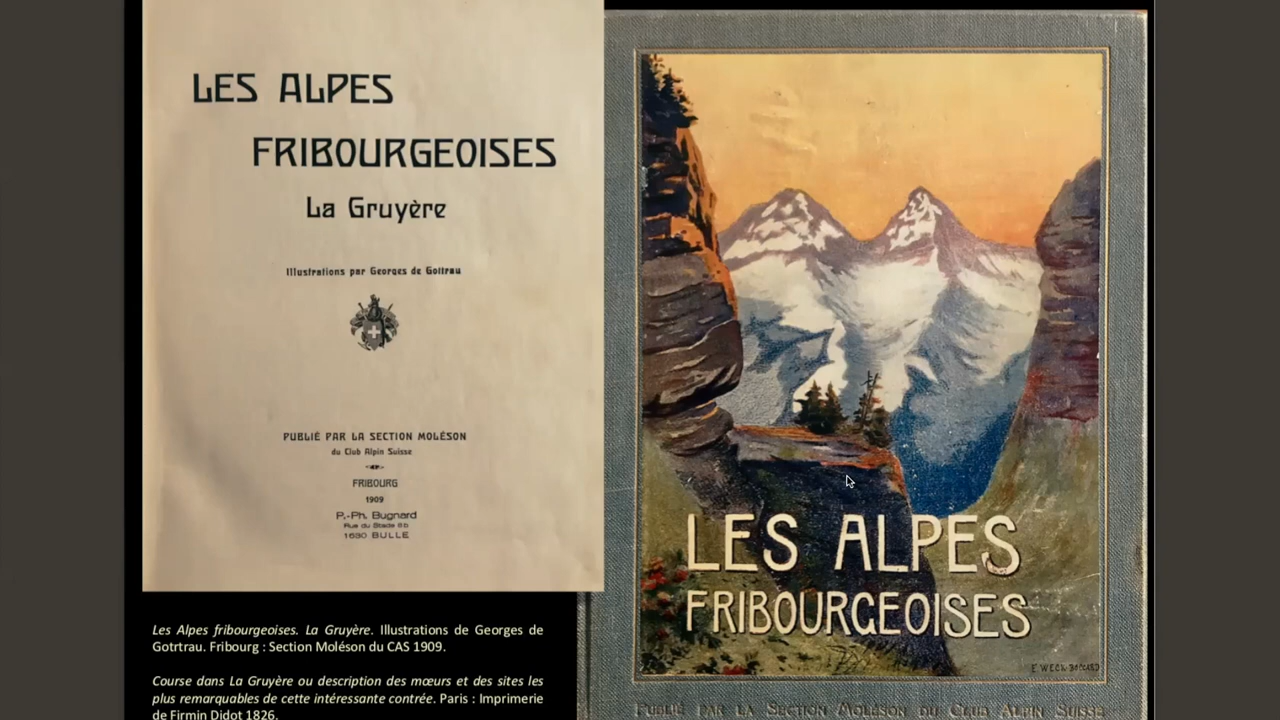 LES ALPES
FRIBOURGEOISES
La Gruyère
Illustrations par Georges de Gottrau
PUBLIÉ PAR LA SECTION MOLÉSON
du Club Alpin Suisse
FRIBOURG
1909
P.-Ph. Bugnard
Rue du Stade 8b
1630 BULLE
Les Alpes fribourgeoises. La Gruyère. Illustrations de Georges de
Gotrtrau. Fribourg : Section Moléson du CAS 1909.
Course dans La Gruyère ou description des mœurs et des sites les
plus remarquables de cette intéressante contrée. Paris : Imprimerie
de Firmin Didot 1826.
LES ALPES
FRIBOURGEOISES
E. WECK-BOCCARD
PUBLIÉ PAR LA SECTION MOLÉSON DU CLUB ALPIN SUISSE